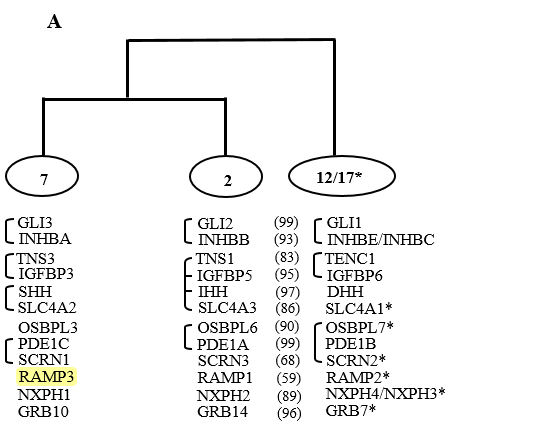 A
7 2 12/17*
GLI3 GLI2 (99) GLI1
INHBA INHBB (93) INHBE/INHBC
TNS3 TNS1 (83) TENC1
IGFBP3 IGFBP5 (95) IGFBP6
SHH IHH (97) DHH
SLC4A2 SLC4A3 (86) SLC4A1*
OSBPL3 OSBPL6 (90) OSBPL7*
PDE1C PDE1A (99) PDE1B
SCRN1 SCRN3 (68) SCRN2*
RAMP3 RAMP1 (59) RAMP2*
NXPH1 NXPH2 (89) NXPH4/NXPH3*
GRB10 GRB14 (96) GRB7*